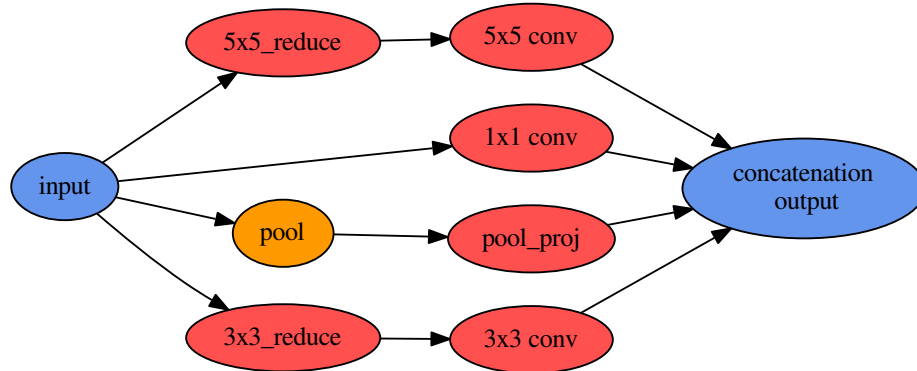 5x5_reduce
5x5 conv
1x1 conv
input
concatenation
output
pool
pool_proj
3x3_reduce
3x3 conv